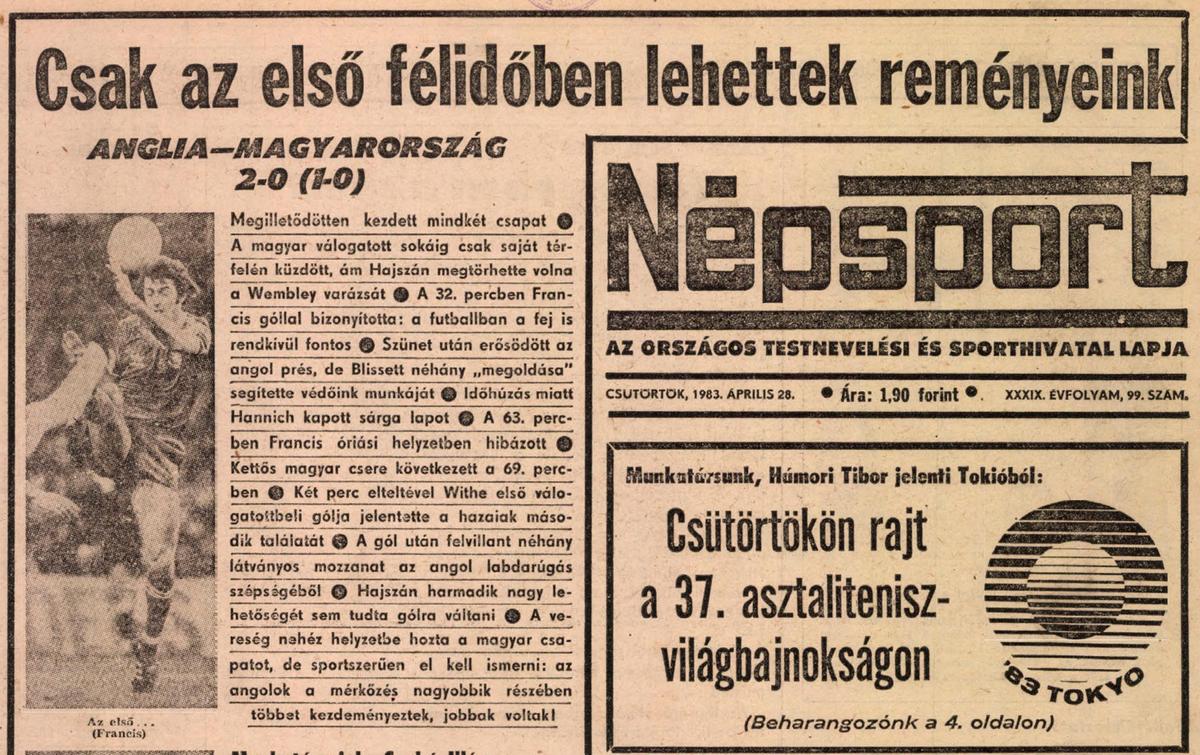 Csak az első félidőben lehettek reményeink
ANGLIA—MAGYARORSZÁG
2-0 (1-0)
Megilletődötten kezdett mindkét csapat ●
A magyar válogatott sokáig csak saját tér-
felén küzdött, ám Hajszán megtörhette volna
a Wembley varázsát ● A 32. percben Fran-
cis góllal bizonyította: a futballban a fej is
rendkívül fontos ● Szünet után erősödött az
angol prés, de Blissett néhány „megoldása"
segítette védőink munkáját ● Időhúzás miatt
Hannich kapott sárga lapot ● A 63. perc-
ben Francis óriási helyzetben hibázott ●
Kettős magyar csere következett a 69. perc-
ben ● Két perc elteltével Withe első válo-
gatottbeli gólja jelentette a hazaiak máso-
dik találatát ● A gól után felvillant néhány
látványos mozzanat az angol labdarúgás
szépségéből ● Hajszán harmadik nagy le-
hetőségét sem tudta gólra váltani ● A ve-
reség nehéz helyzetbe hozta a magyar csa-
patot, de sportszerűen el kell ismerni: az
angolok a mérkőzés nagyobbik részében
többet kezdeményeztek, jobbak voltak!
Az első...
(Francis)
Népsport
AZ ORSZÁGOS TESTNEVELÉSI ÉS SPORTHIVATAL LAPJA
CSÜTÖRTÖK, 1983. ÁPRILIS 28. ● Ára: 1,90 forint ● XXXIX. ÉVFOLYAM, 99. SZÁM.
Munkatársunk, Hámori Tibor jelenti Tokióból:
Csütörtökön rajt
a 37. asztalitenisz-
világbajnokságon
'83 TOKYO
(Beharangozónk a 4. oldalon)